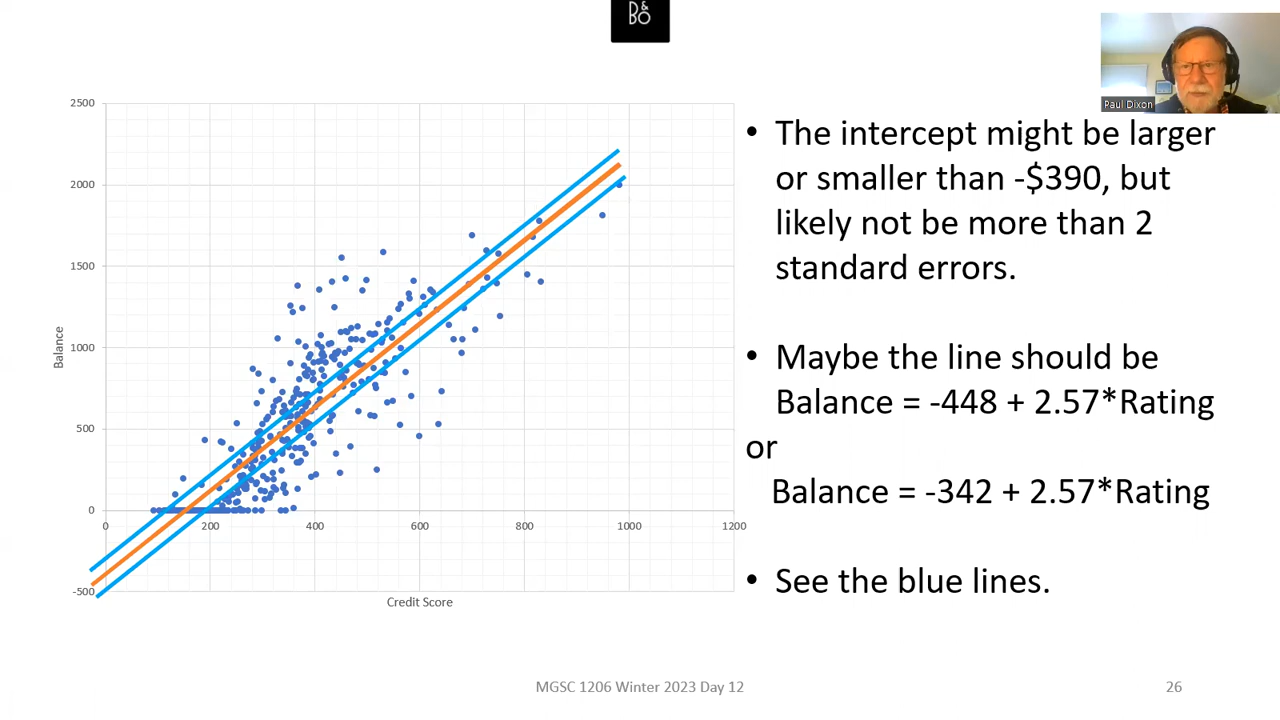 D&
BO
Paul Dixon
2500
2000
1500
1000
500
0
-500
0
200
400
600
800
1000
1200
Balance
Credit Score
• The intercept might be larger
or smaller than -$390, but
likely not be more than 2
standard errors.
• Maybe the line should be
Balance = -448 + 2.57*Rating
or
Balance = -342 + 2.57*Rating
• See the blue lines.
MGSC 1206 Winter 2023 Day 12
26